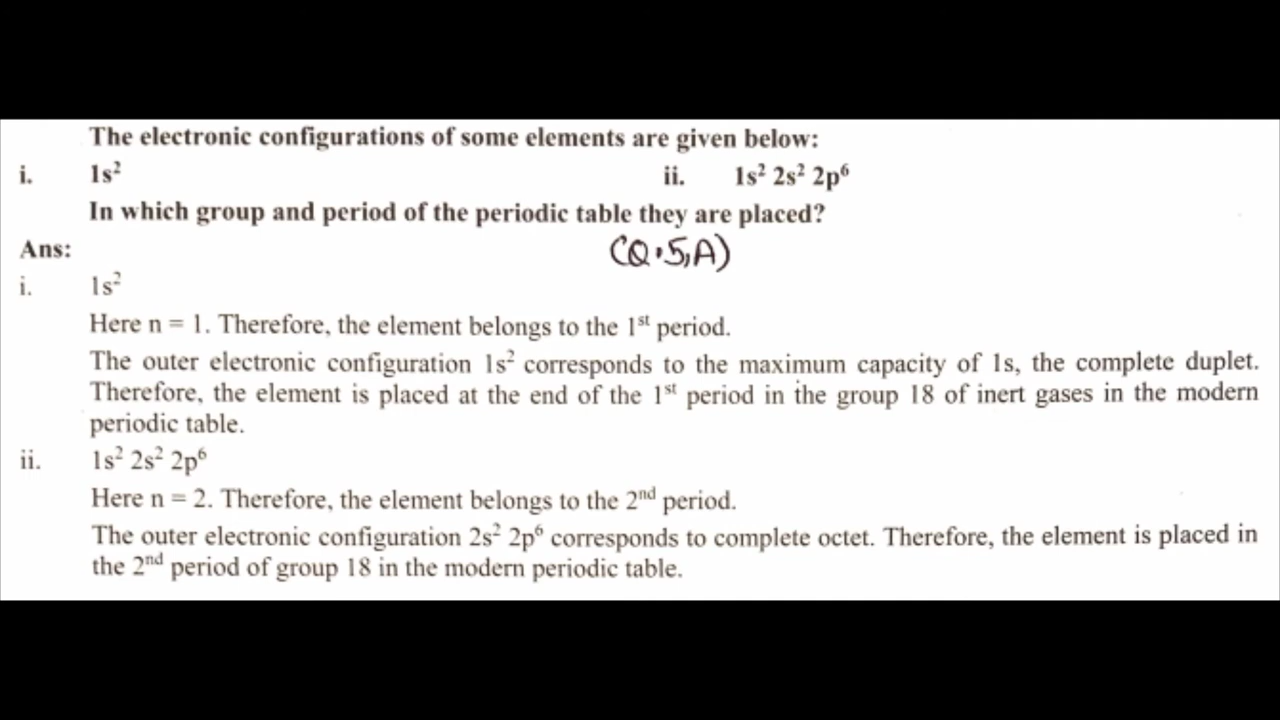 The electronic configurations of some elements are given below:
i. 1s² ii. 1s² 2s² 2p⁶
In which group and period of the periodic table they are placed?
Ans: (Q.5,A)
i. 1s²
Here n = 1. Therefore, the element belongs to the 1ˢᵗ period.
The outer electronic configuration 1s² corresponds to the maximum capacity of 1s, the complete duplet.
Therefore, the element is placed at the end of the 1ˢᵗ period in the group 18 of inert gases in the modern
periodic table.
ii. 1s² 2s² 2p⁶
Here n = 2. Therefore, the element belongs to the 2ⁿᵈ period.
The outer electronic configuration 2s² 2p⁶ corresponds to complete octet. Therefore, the element is placed in
the 2ⁿᵈ period of group 18 in the modern periodic table.